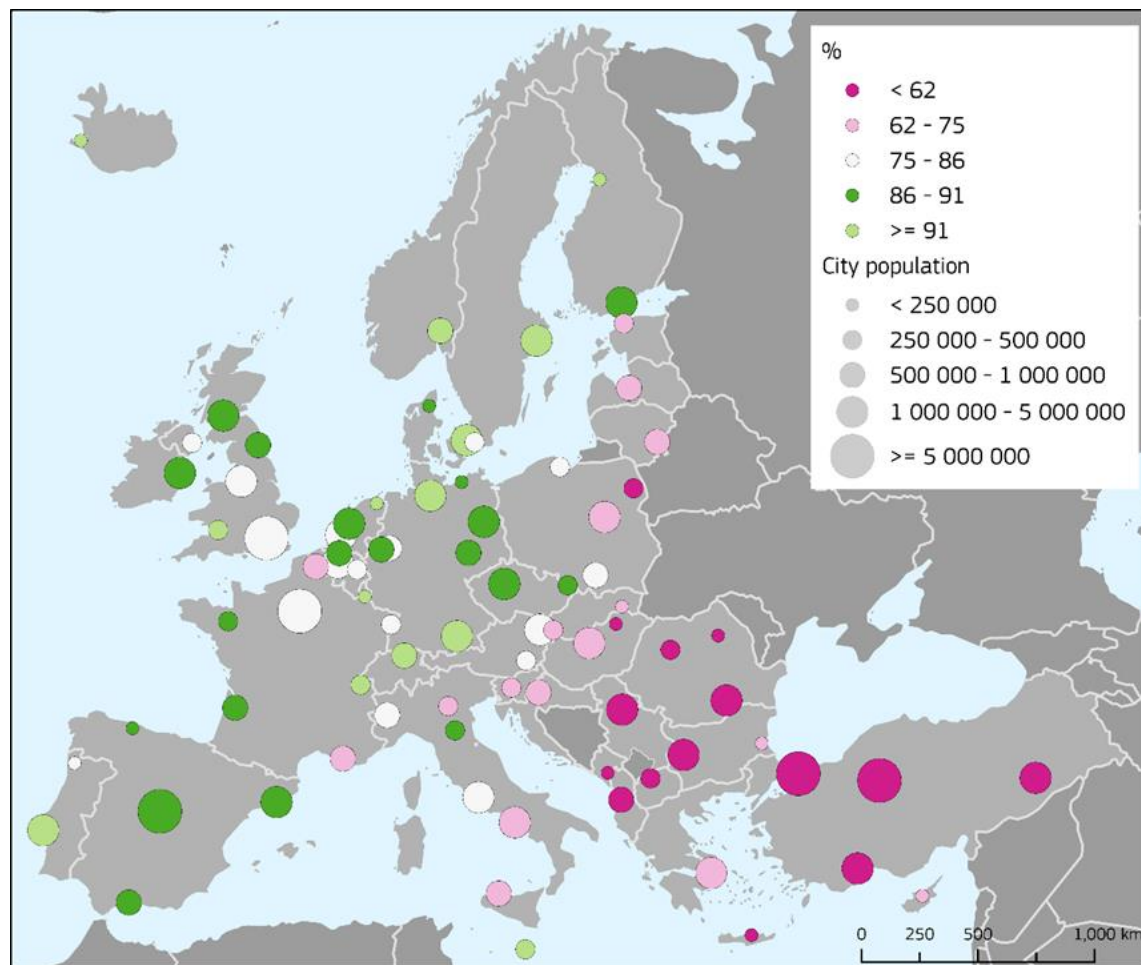 %
< 62
62 - 75
75 - 86
86 - 91
>= 91
City population
< 250 000
250 000 - 500 000
500 000 - 1 000 000
1 000 000 - 5 000 000
>= 5 000 000
0 250 500 1,000 km